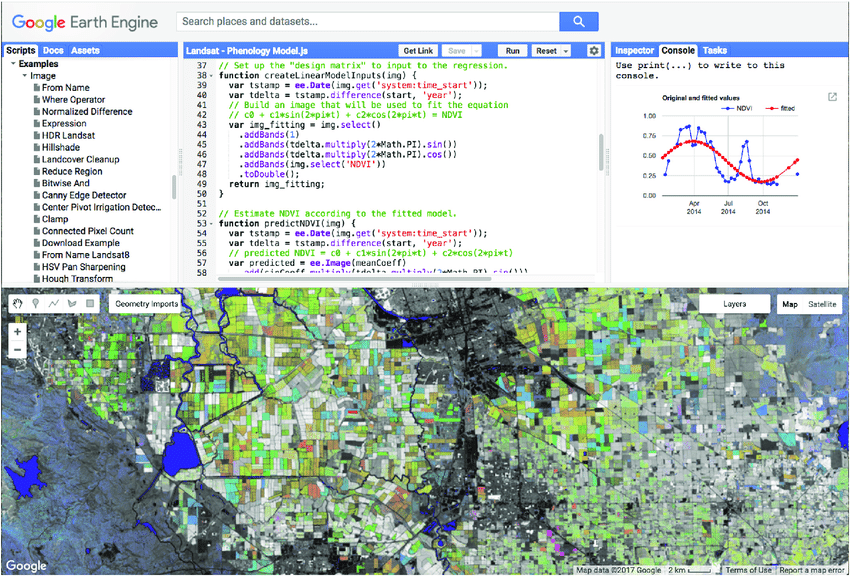 Google Earth Engine
Search places and datasets...
Scripts Docs Assets
Examples
Image
From Name
Where Operator
Normalized Difference
Expression
HDR Landsat
Hillshade
Landcover Cleanup
Reduce Region
Bitwise And
Canny Edge Detector
Center Pivot Irrigation Detec...
Clamp
Connected Pixel Count
Download Example
From Name Landsat8
HSV Pan Sharpening
Hough Transform
Landsat - Phenology Model.js
Get Link Save Run Reset
37 // Set up the "design matrix" to input to the regression.
38 function createLinearModelInputs(img) {
39 var tstamp = ee.Date(img.get('system:time_start'));
40 var tdelta = tstamp.difference(start, 'year');
41 // Build an image that will be used to fit the equation
42 // c0 + c1*sin(2*pi*t) + c2*cos(2*pi*t) = NDVI
43 var img_fitting = img.select()
44 .addBands(1)
45 .addBands(tdelta.multiply(2*Math.PI).sin())
46 .addBands(tdelta.multiply(2*Math.PI).cos())
47 .addBands(img.select('NDVI'))
48 .toDouble();
49 return img_fitting;
50 }
51
52 // Estimate NDVI according to the fitted model.
53 function predictNDVI(img) {
54 var tstamp = ee.Date(img.get('system:time_start'));
55 var tdelta = tstamp.difference(start, 'year');
56 // predicted NDVI = c0 + c1*sin(2*pi*t) + c2*cos(2*pi*t)
57 var predicted = ee.Image(meanCoeff)
58 .add(sinCoeff.multiply(tdelta.multiply(2*Math.PI).sin()))
Inspector Console Tasks
Use print(...) to write to this
console.
Original and fitted values
NDVI fitted
1.00
0.75
0.50
0.25
0.00
Apr Jul Oct
2014 2014 2014
Geometry Imports
Layers
Map Satellite
+
−
Google
Map data ©2017 Google 2 km Terms of Use Report a map error